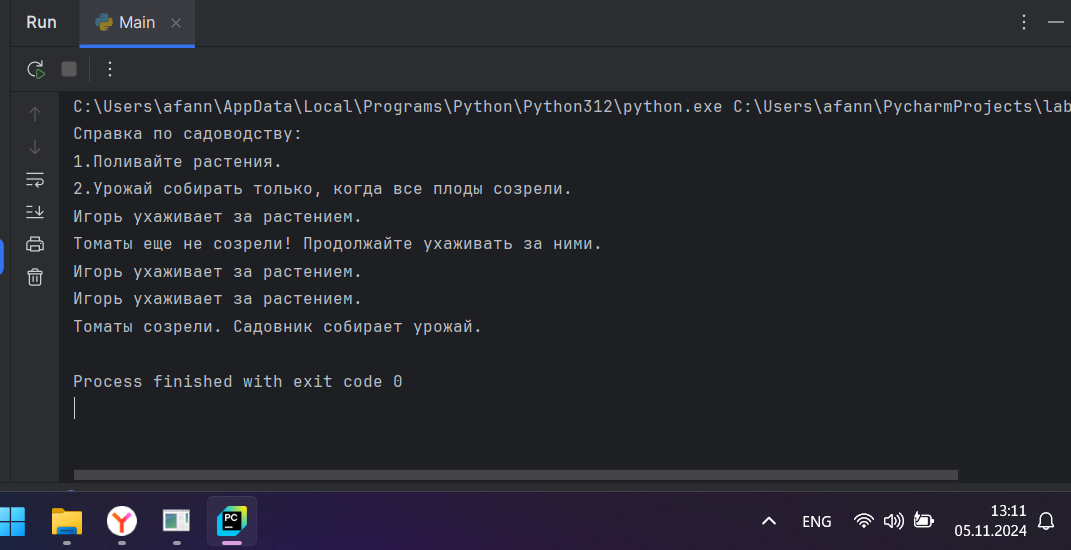 Run Main
C:\Users\afann\AppData\Local\Programs\Python\Python312\python.exe C:\Users\afann\PycharmProjects\lab
Справка по садоводству:
1.Поливайте растения.
2.Урожай собирать только, когда все плоды созрели.
Игорь ухаживает за растением.
Томаты еще не созрели! Продолжайте ухаживать за ними.
Игорь ухаживает за растением.
Игорь ухаживает за растением.
Томаты созрели. Садовник собирает урожай.
Process finished with exit code 0
PC
ENG
13:11
05.11.2024